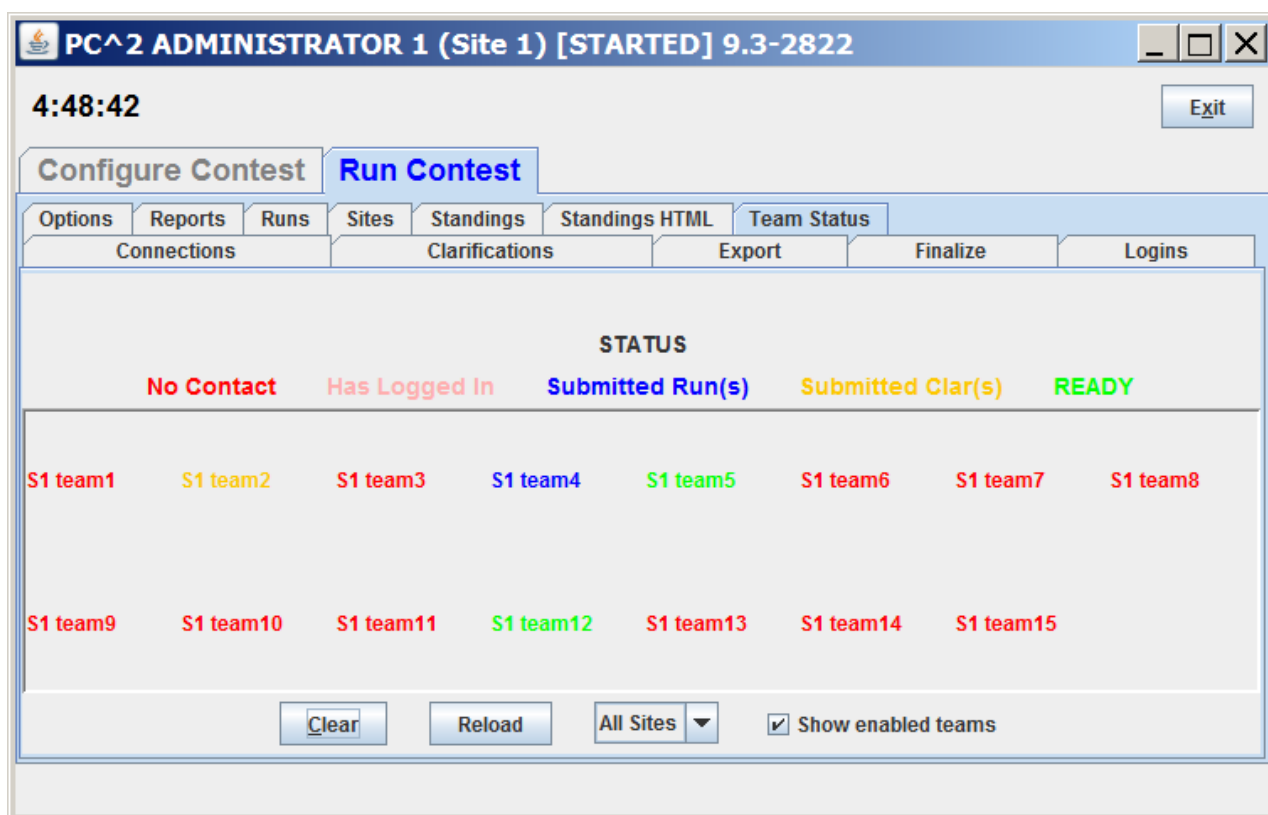 PC^2 ADMINISTRATOR 1 (Site 1) [STARTED] 9.3-2822
4:48:42 Exit
Configure Contest Run Contest
Options Reports Runs Sites Standings Standings HTML Team Status
Connections Clarifications Export Finalize Logins
STATUS
No Contact Has Logged In Submitted Run(s) Submitted Clar(s) READY
S1 team1 S1 team2 S1 team3 S1 team4 S1 team5 S1 team6 S1 team7 S1 team8
S1 team9 S1 team10 S1 team11 S1 team12 S1 team13 S1 team14 S1 team15
Clear Reload All Sites Show enabled teams